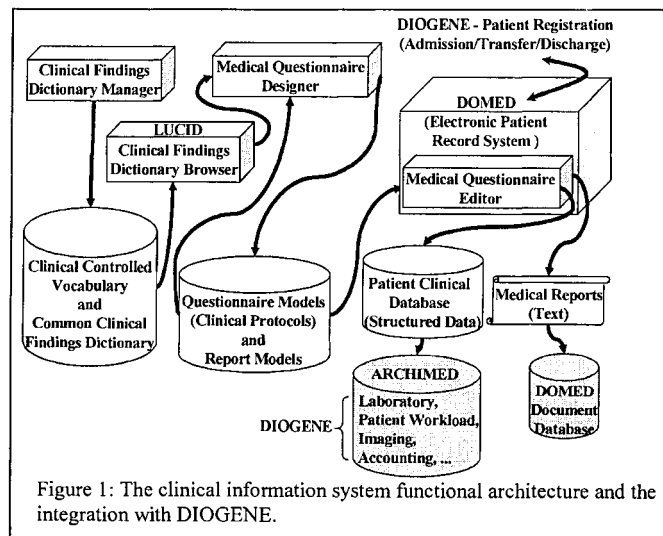 DIOGENE - Patient Registration
(Admission/Transfer/Discharge)
Clinical Findings
Dictionary Manager
Medical Questionnaire
Designer
LUCID
Clinical Findings
Dictionary Browser
DOMED
(Electronic Patient
Record System )
Medical Questionnaire
Editor
Clinical Controlled
Vocabulary
and
Common Clinical
Findings Dictionary
Questionnaire Models
(Clinical Protocols)
and
Report Models
Patient Clinical
Database
(Structured Data)
Medical Reports
(Text)
ARCHIMED
DIOGENE
Laboratory,
Patient Workload,
Imaging,
Accounting, ...
DOMED
Document
Database
Figure 1: The clinical information system functional architecture and the
integration with DIOGENE.